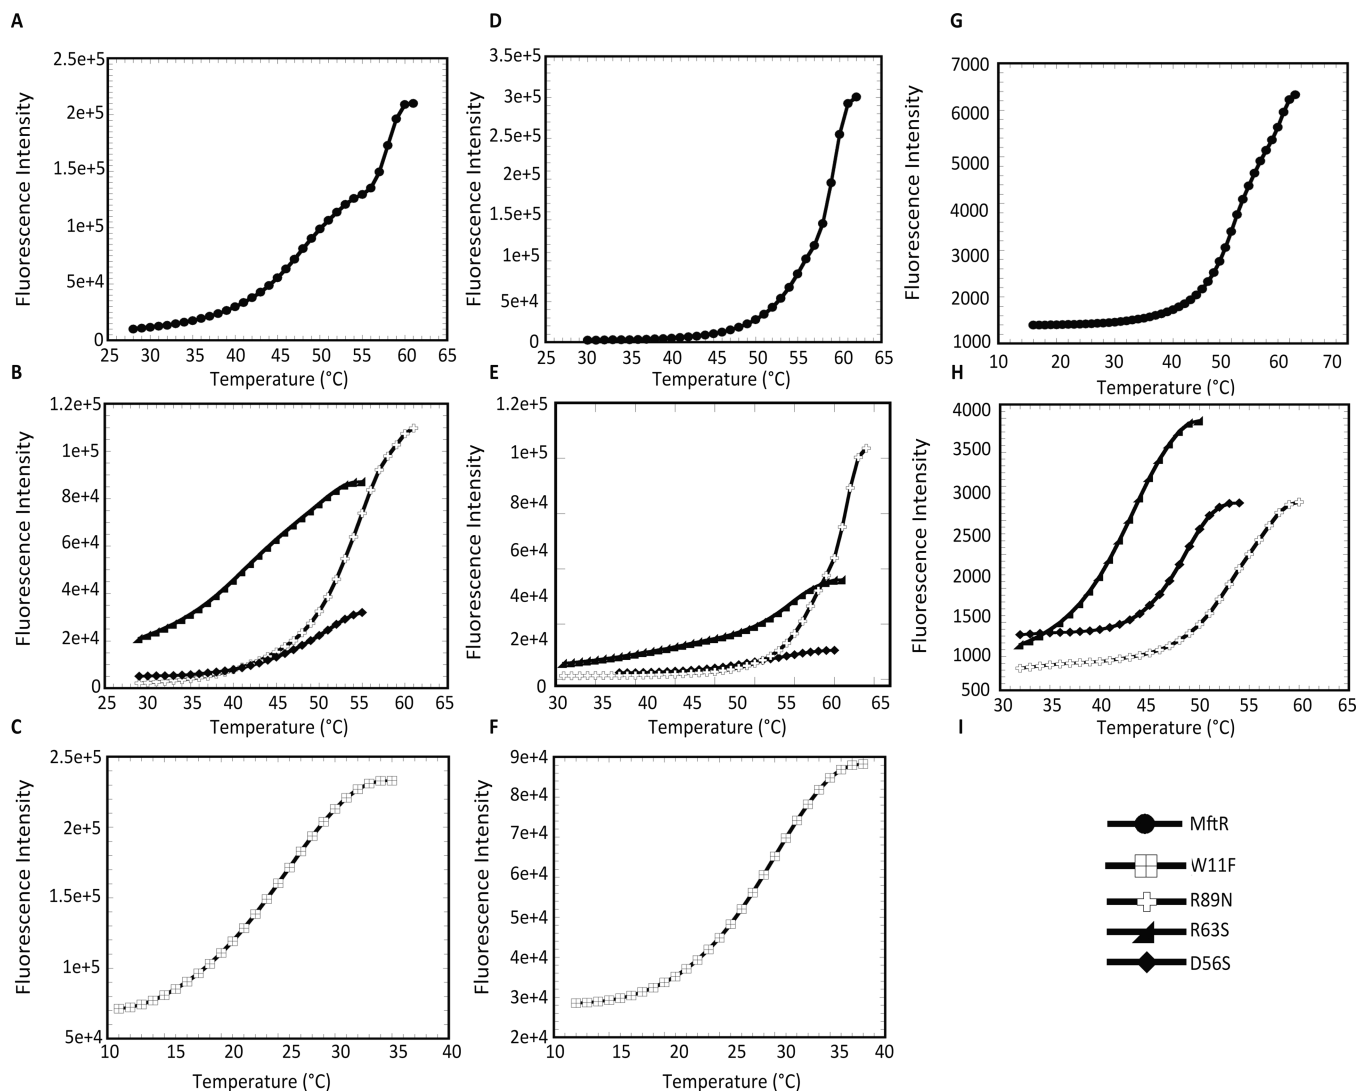 A
D
G
Fluorescence Intensity
2.5e+5
2e+5
1.5e+5
1e+5
5e+4
0
25 30 35 40 45 50 55 60 65
Temperature (°C)
Fluorescence Intensity
3.5e+5
3e+5
2.5e+5
2e+5
1.5e+5
1e+5
5e+4
0
25 30 35 40 45 50 55 60 65
Temperature (°C)
Fluorescence Intensity
7000
6000
5000
4000
3000
2000
1000
10 20 30 40 50 60 70
Temperature (°C)
B
E
H
Fluorescence Intensity
12e+5
1e+5
8e+4
6e+4
4e+4
2e+4
0
25 30 35 40 45 50 55 60 65
Temperature (°C)
Fluorescence Intensity
12e+5
1e+5
8e+4
6e+4
4e+4
2e+4
0
30 35 40 45 50 55 60 65
Temperature (°C)
Fluorescence Intensity
4000
3500
3000
2500
2000
1500
1000
500
30 35 40 45 50 55 60 65
Temperature (°C)
C
F
I
Fluorescence Intensity
2.5e+5
2e+5
1.5e+5
1e+5
5e+4
10 15 20 25 30 35 40
Temperature (°C)
Fluorescence Intensity
9e+4
8e+4
7e+4
6e+4
5e+4
4e+4
3e+4
2e+4
10 15 20 25 30 35 40
Temperature (°C)
MftR
W11F
R89N
R63S
D56S